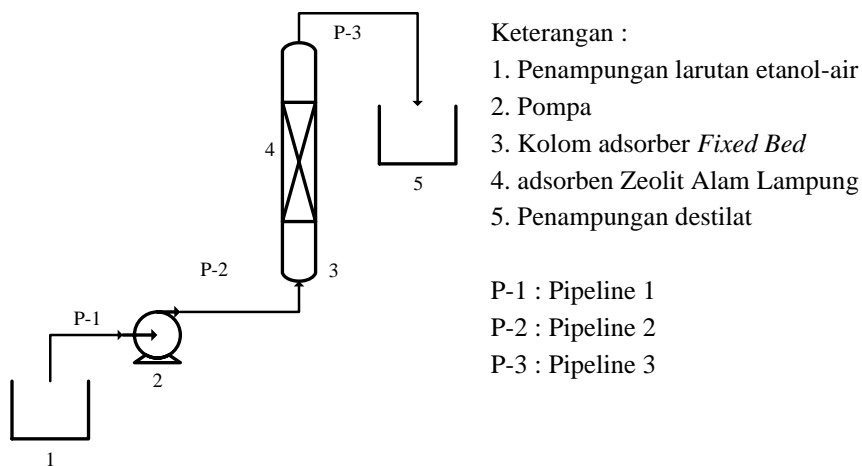 P-3
4
5
P-2
3
P-1
2
1
Keterangan :
1. Penampungan larutan etanol-air
2. Pompa
3. Kolom adsorber Fixed Bed
4. adsorben Zeolit Alam Lampung
5. Penampungan destilat
P-1 : Pipeline 1
P-2 : Pipeline 2
P-3 : Pipeline 3